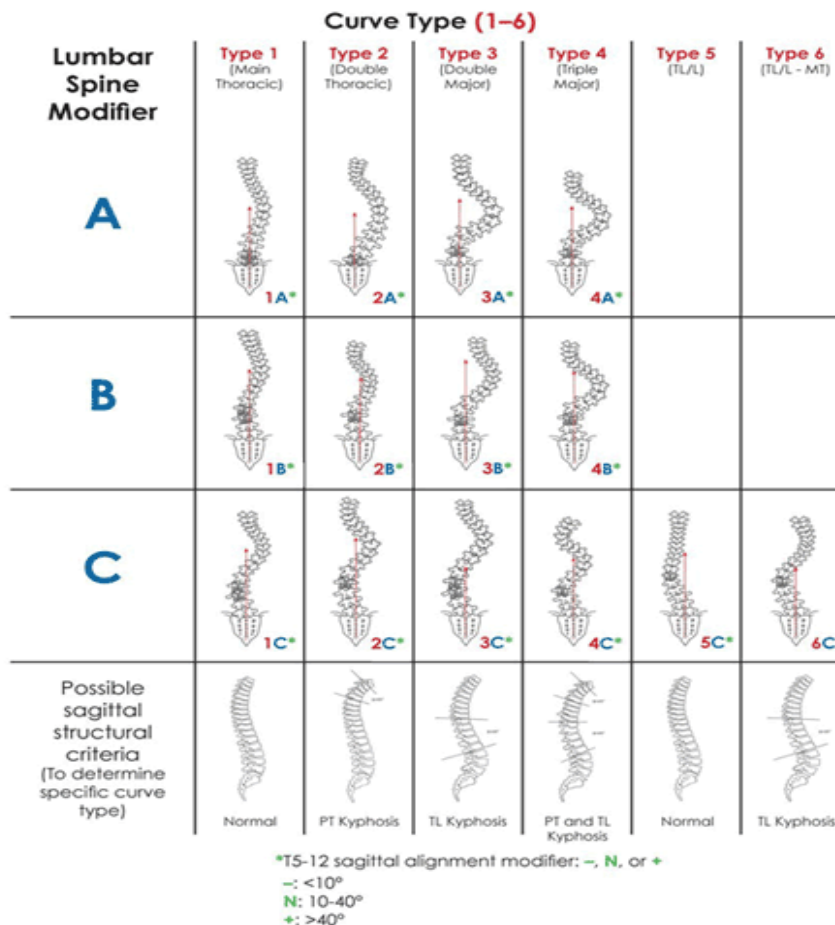 Curve Type (1–6)
Lumbar
Spine
Modifier
Type 1
(Main
Thoracic)
Type 2
(Double
Thoracic)
Type 3
(Double
Major)
Type 4
(Triple
Major)
Type 5
(TL/L)
Type 6
(TL/L - MT)
A
1A*
2A*
3A*
4A*
B
1B*
2B*
3B*
4B*
C
1C*
2C*
3C*
4C*
5C*
6C
Possible
sagittal
structural
criteria
(To determine
specific curve
type)
Normal
PT Kyphosis
TL Kyphosis
PT and TL
Kyphosis
Normal
TL Kyphosis
*T5-12 sagittal alignment modifier: –, N, or +
–: <10°
N: 10-40°
+: >40°